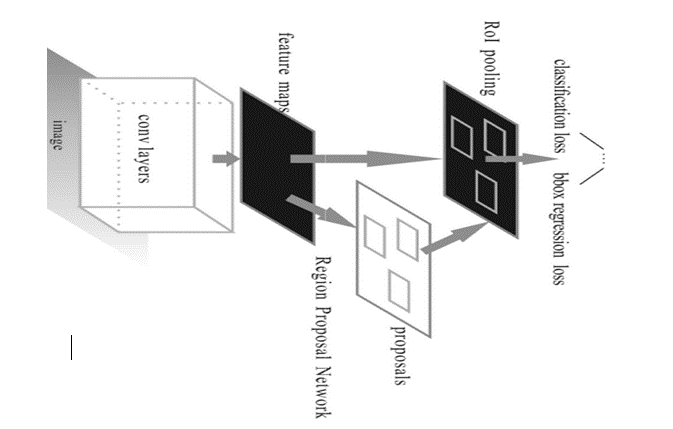 image
conv layers
feature maps
Region Proposal Network
proposals
RoI pooling
classification loss
bbox regression loss
...